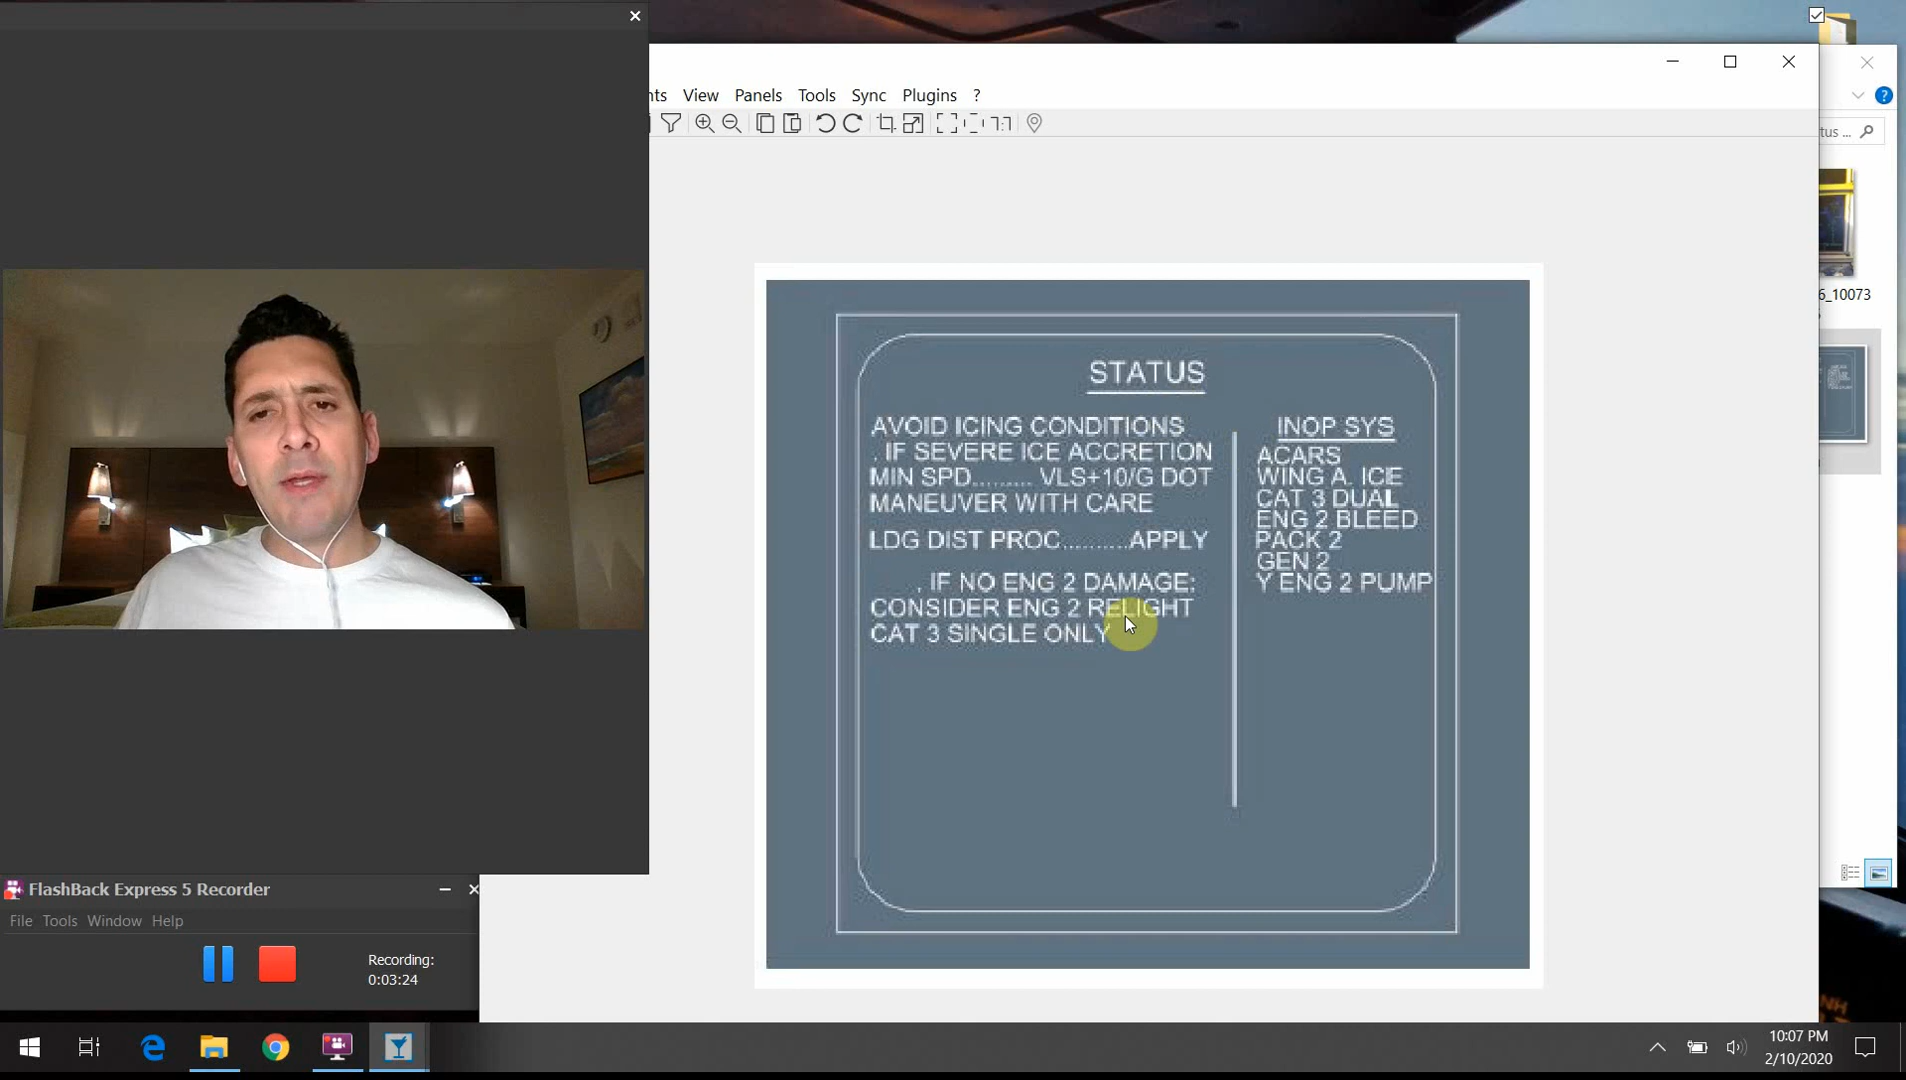 nts View Panels Tools Sync Plugins ?
tus ...
6_10073
STATUS
AVOID ICING CONDITIONS
. IF SEVERE ICE ACCRETION
MIN SPD......... VLS+10/G DOT
MANEUVER WITH CARE
LDG DIST PROC..........APPLY
. IF NO ENG 2 DAMAGE:
CONSIDER ENG 2 RELIGHT
CAT 3 SINGLE ONLY
INOP SYS
ACARS
WING A. ICE
CAT 3 DUAL
ENG 2 BLEED
PACK 2
GEN 2
Y ENG 2 PUMP
FlashBack Express 5 Recorder
File Tools Window Help
Recording:
0:03:24
10:07 PM
2/10/2020